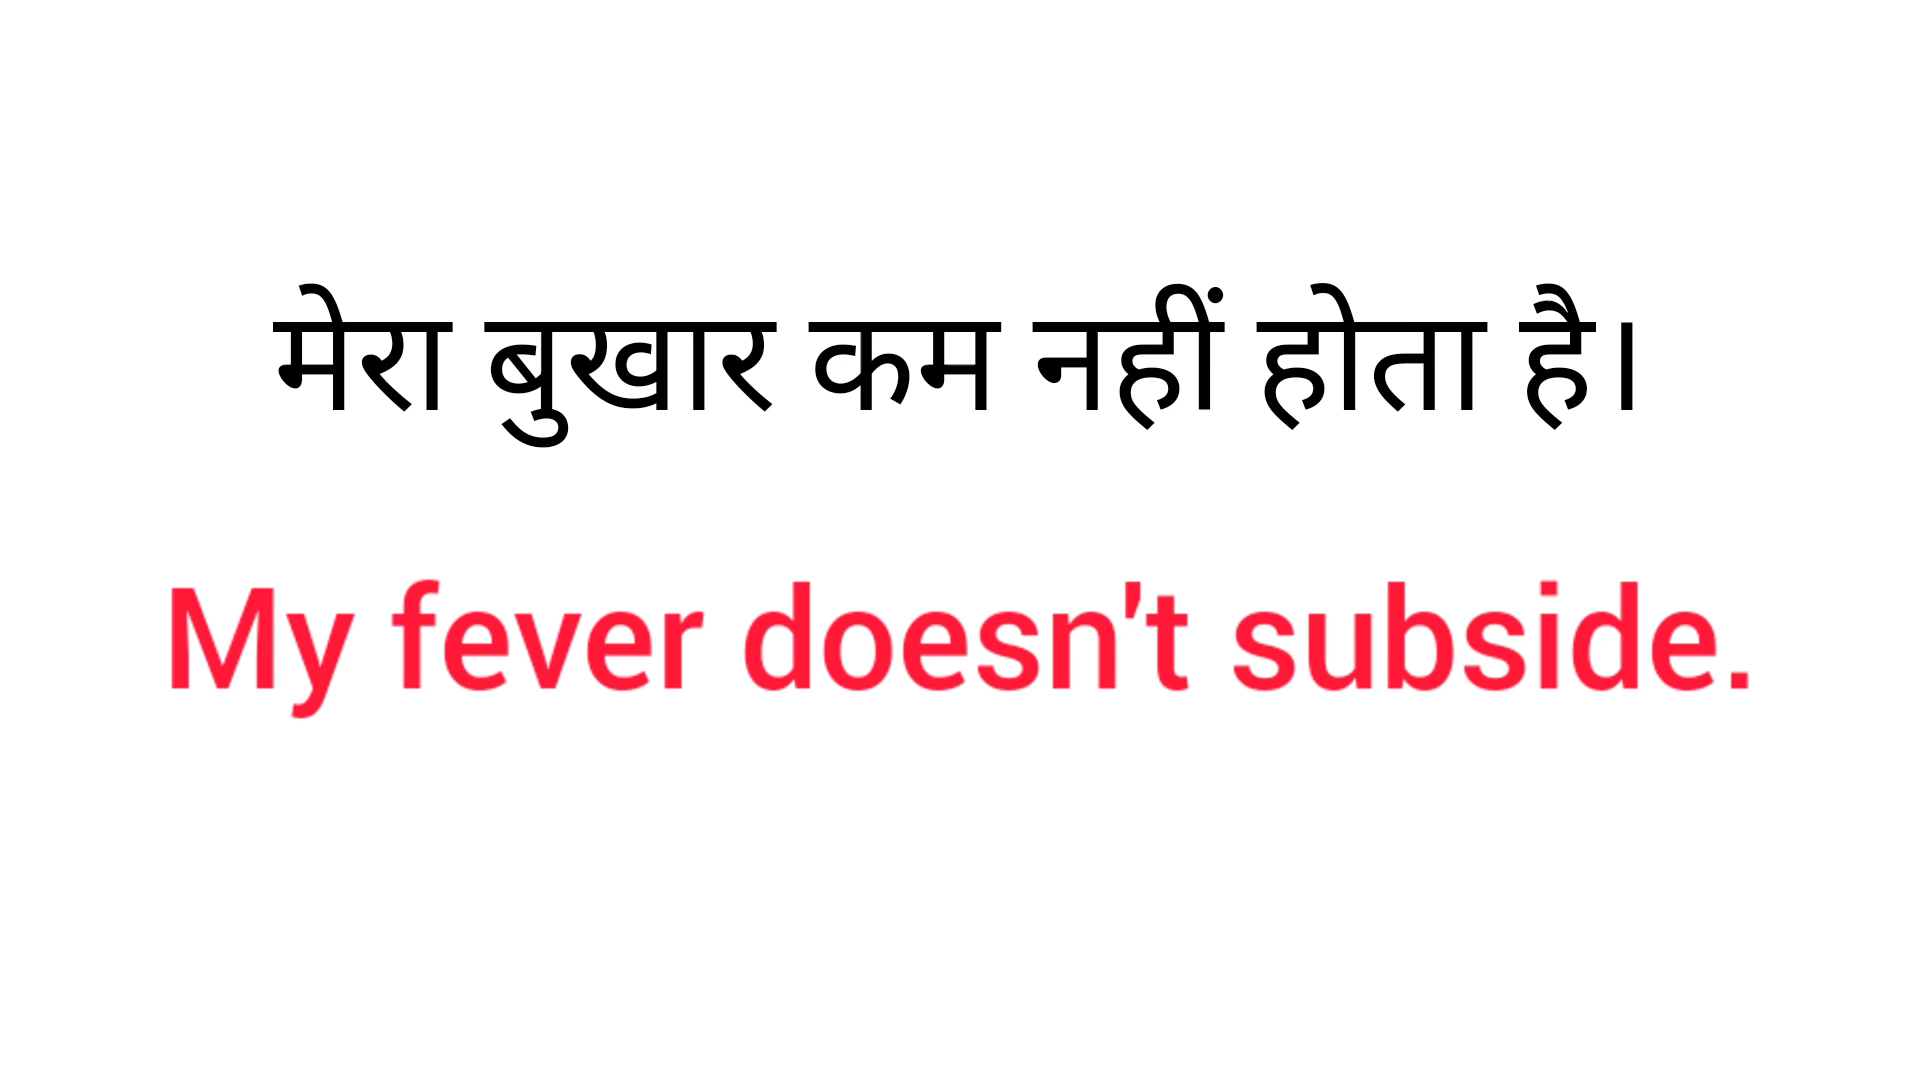 मेरा बुखार कम नहीं होता है।
My fever doesn't subside.